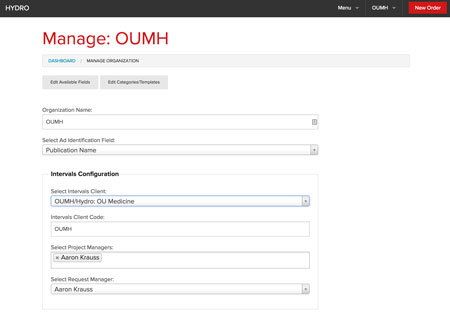 HYDRO
Menu
OUMH
New Order
Manage: OUMH
DASHBOARD / MANAGE ORGANIZATION
Edit Available Fields
Edit Categories/Templates
Organization Name:
OUMH
Select Ad Identification Field:
Publication Name
Intervals Configuration
Select Intervals Client:
OUMH/Hydro: OU Medicine
Intervals Client Code:
OUMH
Select Project Managers:
× Aaron Krauss
Select Request Manager:
Aaron Krauss